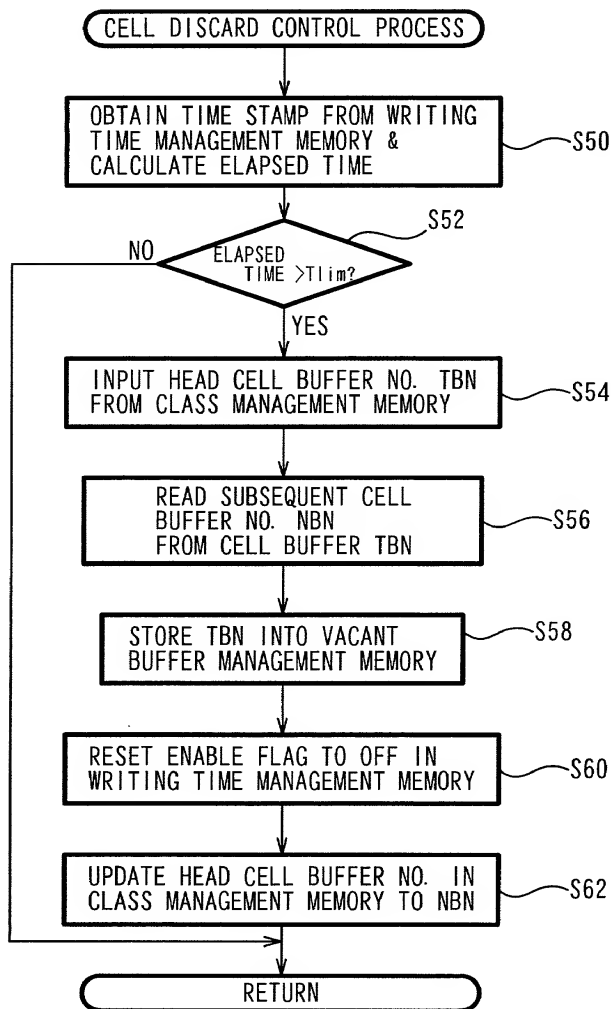 CELL DISCARD CONTROL PROCESS
OBTAIN TIME STAMP FROM WRITING
TIME MANAGEMENT MEMORY &
CALCULATE ELAPSED TIME
S50
S52
NO
ELAPSED
TIME >Tlim?
YES
INPUT HEAD CELL BUFFER NO. TBN
FROM CLASS MANAGEMENT MEMORY
S54
READ SUBSEQUENT CELL
BUFFER NO. NBN
FROM CELL BUFFER TBN
S56
STORE TBN INTO VACANT
BUFFER MANAGEMENT MEMORY
S58
RESET ENABLE FLAG TO OFF IN
WRITING TIME MANAGEMENT MEMORY
S60
UPDATE HEAD CELL BUFFER NO. IN
CLASS MANAGEMENT MEMORY TO NBN
S62
RETURN